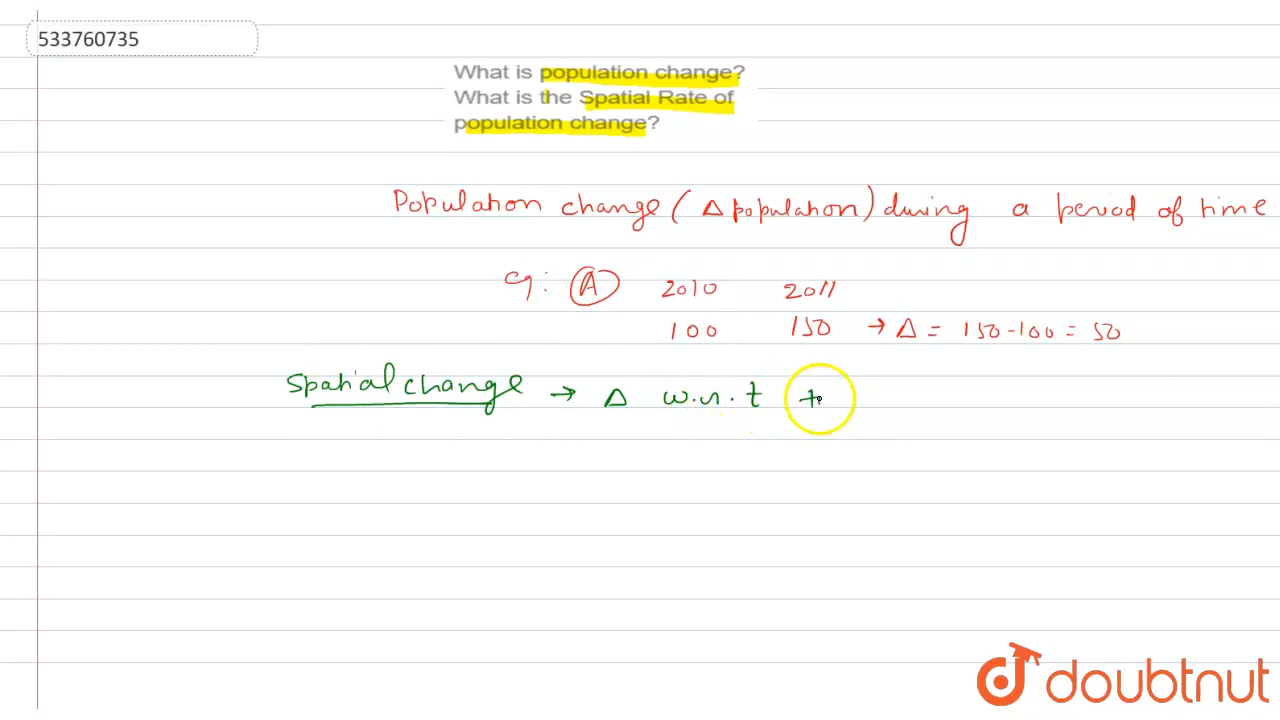 533760735
What is population change?
What is the Spatial Rate of
population change?
Population change (Δ population) during a period of time
eg: A 2010 2011
100 150 → Δ = 150-100 = 50
Spatial change → Δ w.r.t
doubtnut